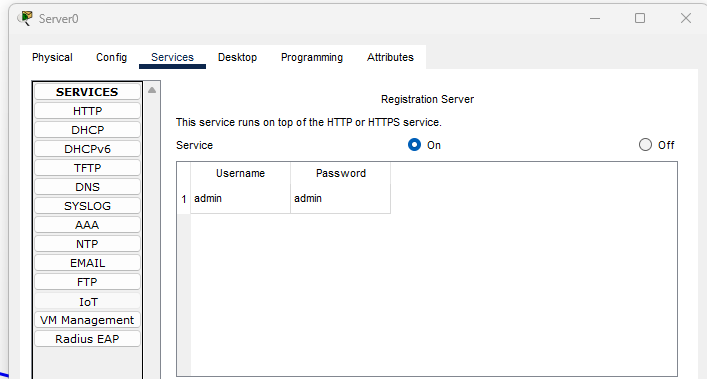 Server0
Physical Config Services Desktop Programming Attributes
SERVICES
HTTP
DHCP
DHCPv6
TFTP
DNS
SYSLOG
AAA
NTP
EMAIL
FTP
IoT
VM Management
Radius EAP
Registration Server
This service runs on top of the HTTP or HTTPS service.
Service On Off
Username Password
1 admin admin